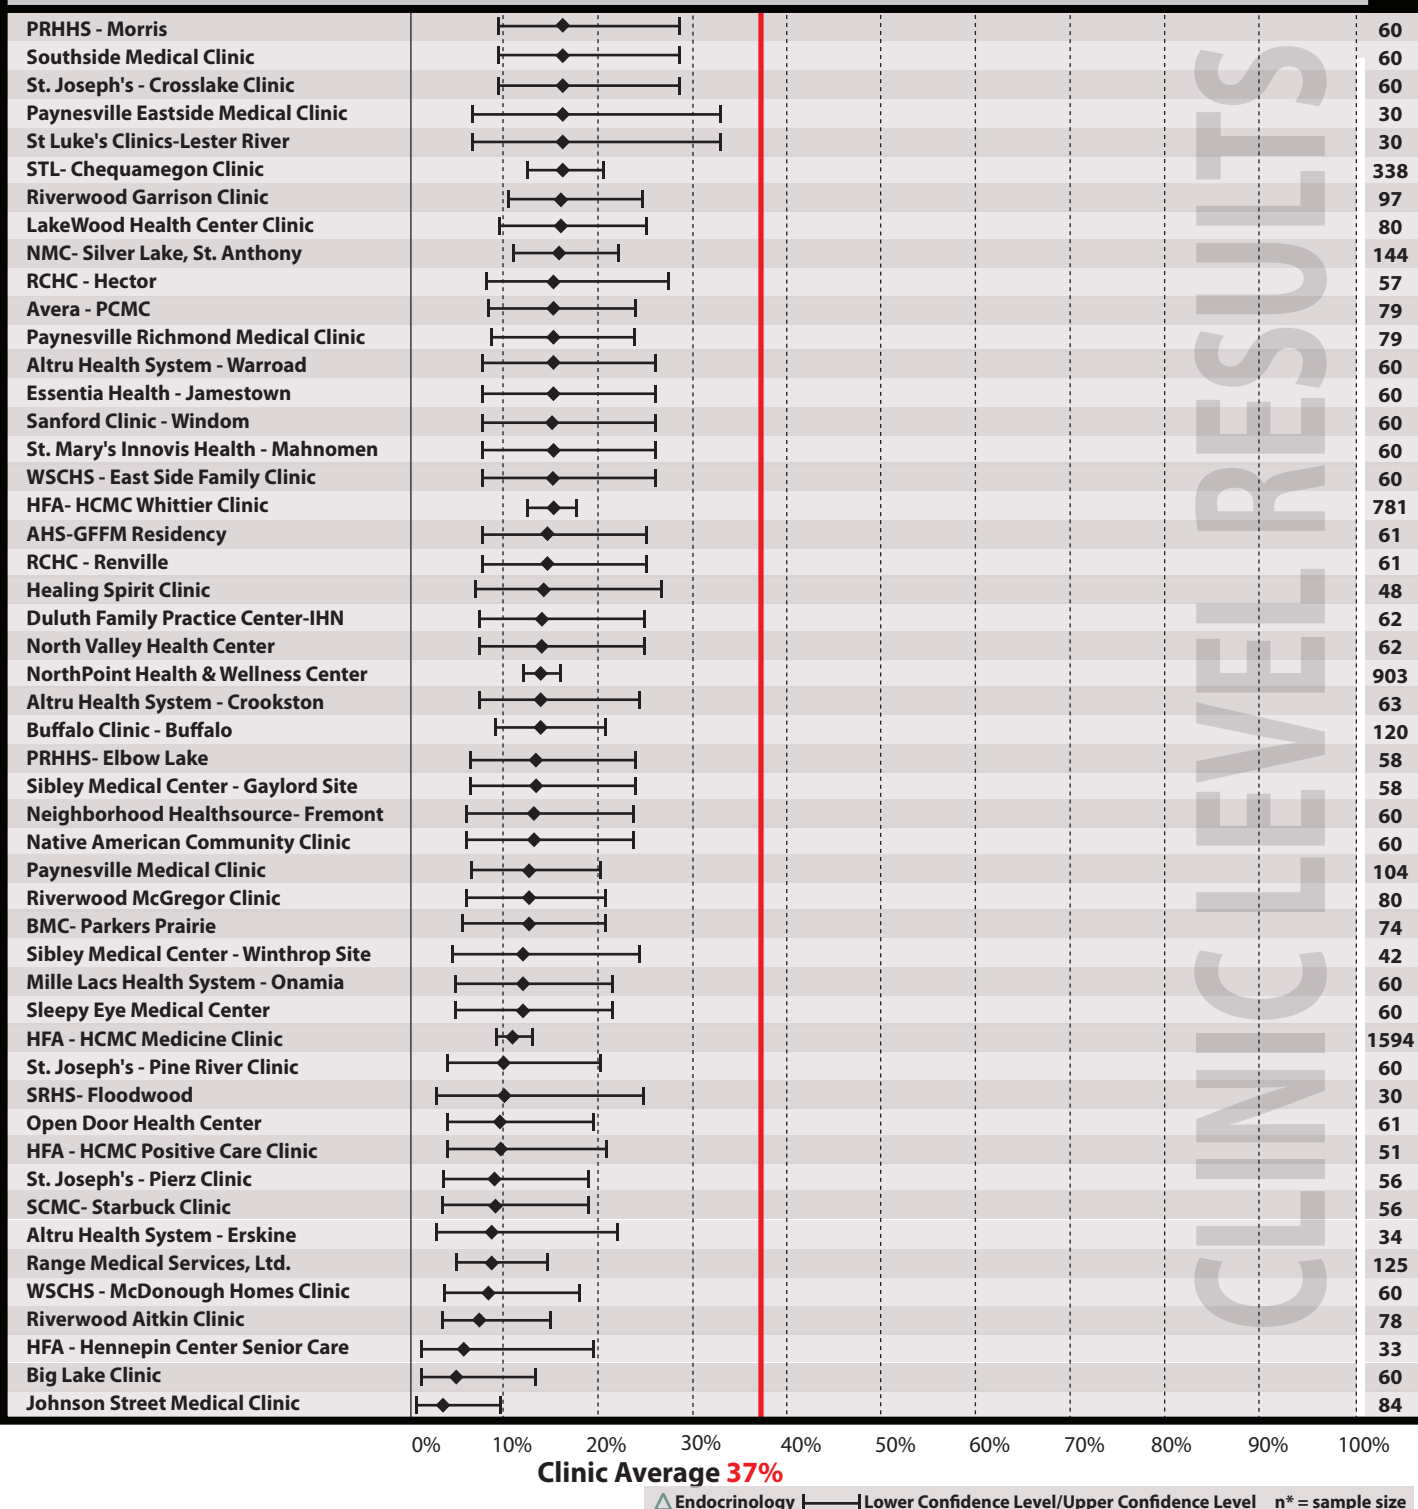 PRHHS - Morris 60
Southside Medical Clinic 60
St. Joseph's - Crosslake Clinic 60
Paynesville Eastside Medical Clinic 30
St Luke's Clinics-Lester River 30
STL- Chequamegon Clinic 338
Riverwood Garrison Clinic 97
LakeWood Health Center Clinic 80
NMC- Silver Lake, St. Anthony 144
RCHC - Hector 57
Avera - PCMC 79
Paynesville Richmond Medical Clinic 79
Altru Health System - Warroad 60
Essentia Health - Jamestown 60
Sanford Clinic - Windom 60
St. Mary's Innovis Health - Mahnomen 60
WSCHS - East Side Family Clinic 60
HFA- HCMC Whittier Clinic 781
AHS-GFFM Residency 61
RCHC - Renville 61
Healing Spirit Clinic 48
Duluth Family Practice Center-IHN 62
North Valley Health Center 62
NorthPoint Health & Wellness Center 903
Altru Health System - Crookston 63
Buffalo Clinic - Buffalo 120
PRHHS- Elbow Lake 58
Sibley Medical Center - Gaylord Site 58
Neighborhood Healthsource- Fremont 60
Native American Community Clinic 60
Paynesville Medical Clinic 104
Riverwood McGregor Clinic 80
BMC- Parkers Prairie 74
Sibley Medical Center - Winthrop Site 42
Mille Lacs Health System - Onamia 60
Sleepy Eye Medical Center 60
HFA - HCMC Medicine Clinic 1594
St. Joseph's - Pine River Clinic 60
SRHS- Floodwood 30
Open Door Health Center 61
HFA - HCMC Positive Care Clinic 51
St. Joseph's - Pierz Clinic 56
SCMC- Starbuck Clinic 56
Altru Health System - Erskine 34
Range Medical Services, Ltd. 125
WSCHS - McDonough Homes Clinic 60
Riverwood Aitkin Clinic 78
HFA - Hennepin Center Senior Care 33
Big Lake Clinic 60
Johnson Street Medical Clinic 84
CLINIC LEVEL RESULTS
0% 10% 20% 30% 40% 50% 60% 70% 80% 90% 100%
Clinic Average 37%
Endocrinology Lower Confidence Level/Upper Confidence Level n* = sample size